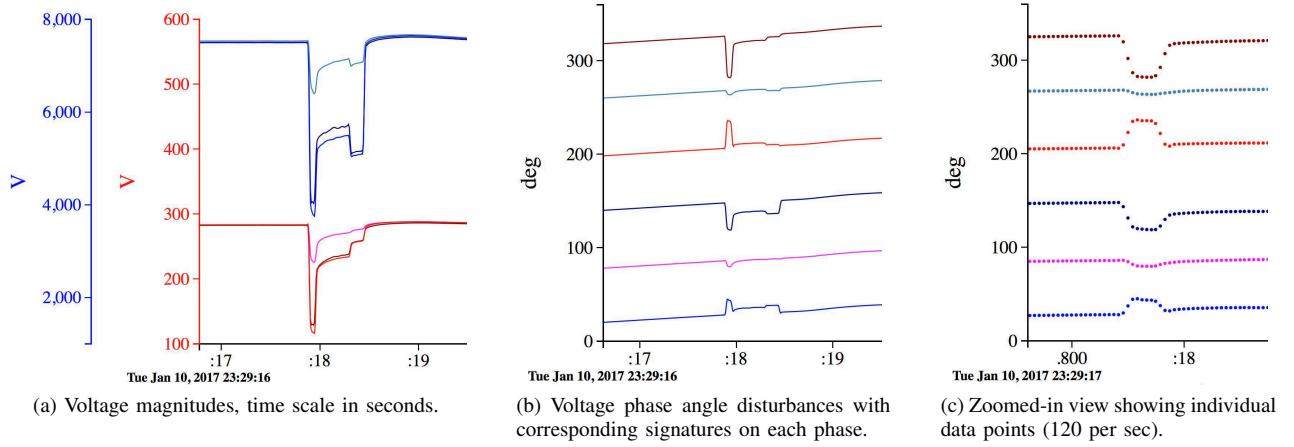 8,000
6,000
4,000
2,000
V
600
500
400
300
200
100
V
:17
:18
:19
Tue Jan 10, 2017 23:29:16
(a) Voltage magnitudes, time scale in seconds.
300
200
100
0
deg
:17
:18
:19
Tue Jan 10, 2017 23:29:16
(b) Voltage phase angle disturbances with
corresponding signatures on each phase.
300
200
100
0
deg
.800
:18
Tue Jan 10, 2017 23:29:17
(c) Zoomed-in view showing individual
data points (120 per sec).